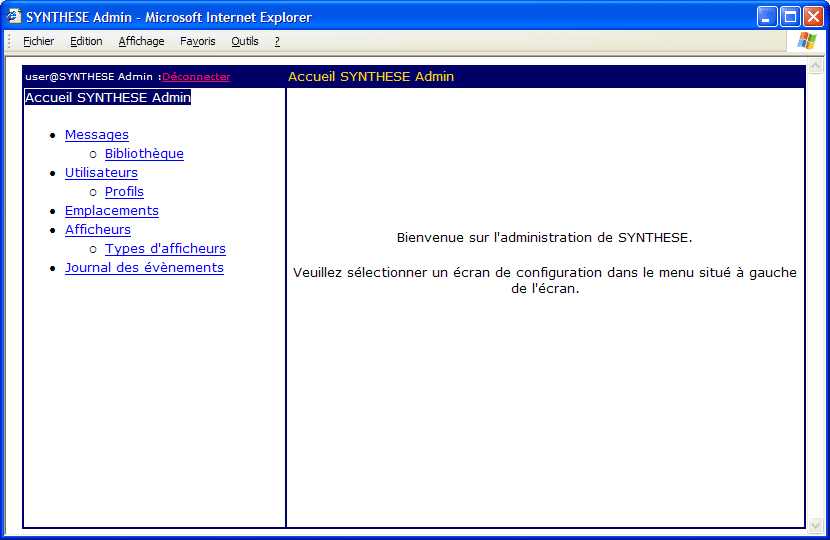 SYNTHESE Admin - Microsoft Internet Explorer
Fichier Edition Affichage Favoris Outils ?
user@SYNTHESE Admin :Déconnecter
Accueil SYNTHESE Admin
Accueil SYNTHESE Admin
Messages
Bibliothèque
Utilisateurs
Profils
Emplacements
Afficheurs
Types d'afficheurs
Journal des évènements
Bienvenue sur l'administration de SYNTHESE.
Veuillez sélectionner un écran de configuration dans le menu situé à gauche
de l'écran.